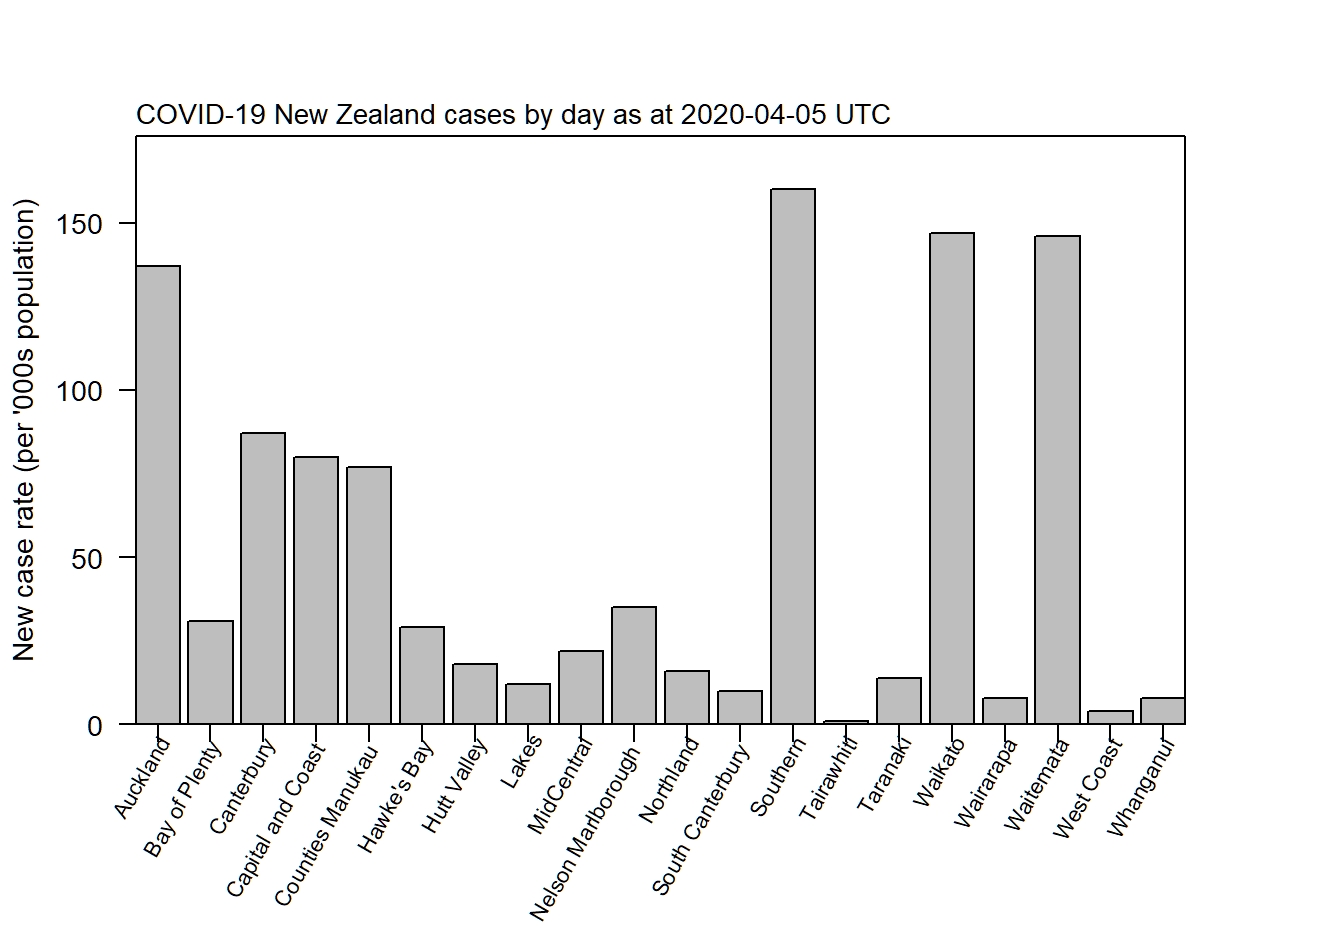 COVID-19 New Zealand cases by day as at 2020-04-05 UTC
New case rate (per '000s population)
150
100
50
0
Auckland
Bay of Plenty
Canterbury
Capital and Coast
Counties Manukau
Hawke's Bay
Hutt Valley
Lakes
MidCentral
Nelson Marlborough
Northland
South Canterbury
Southern
Tairawhiti
Taranaki
Waikato
Wairarapa
Waitemata
West Coast
Whanganui